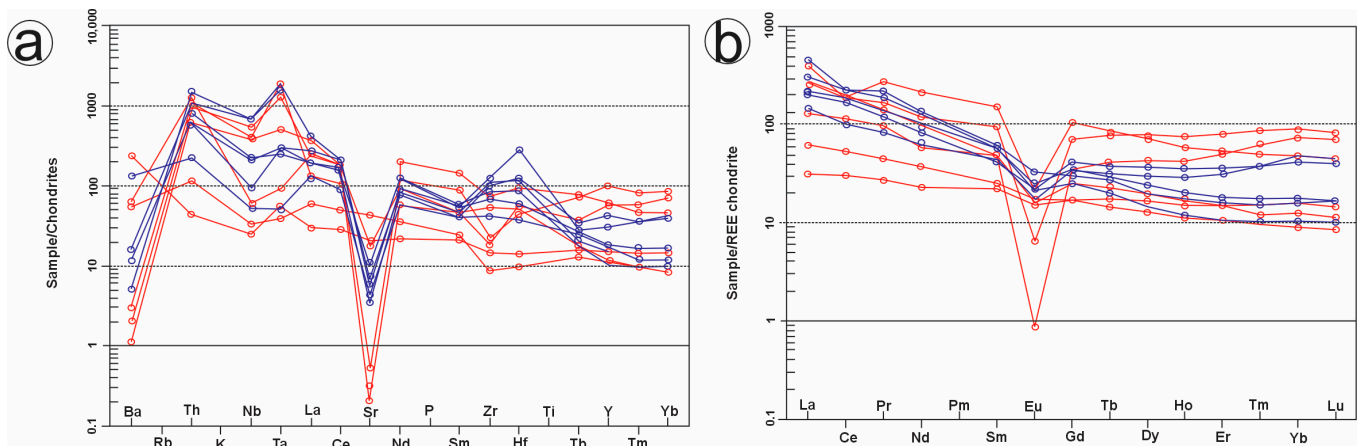 a
Sample/Chondrites
10,000
1000
100
10
1
0.1
Ba Th Nb La Sr P Zr Ti Y Yb
Rb K Ta Ce Nd Sm Hf Tb Tm
b
Sample/REE chondrite
1000
100
10
1
0.1
La Pr Pm Eu Tb Ho Tm Lu
Ce Nd Sm Gd Dy Er Yb